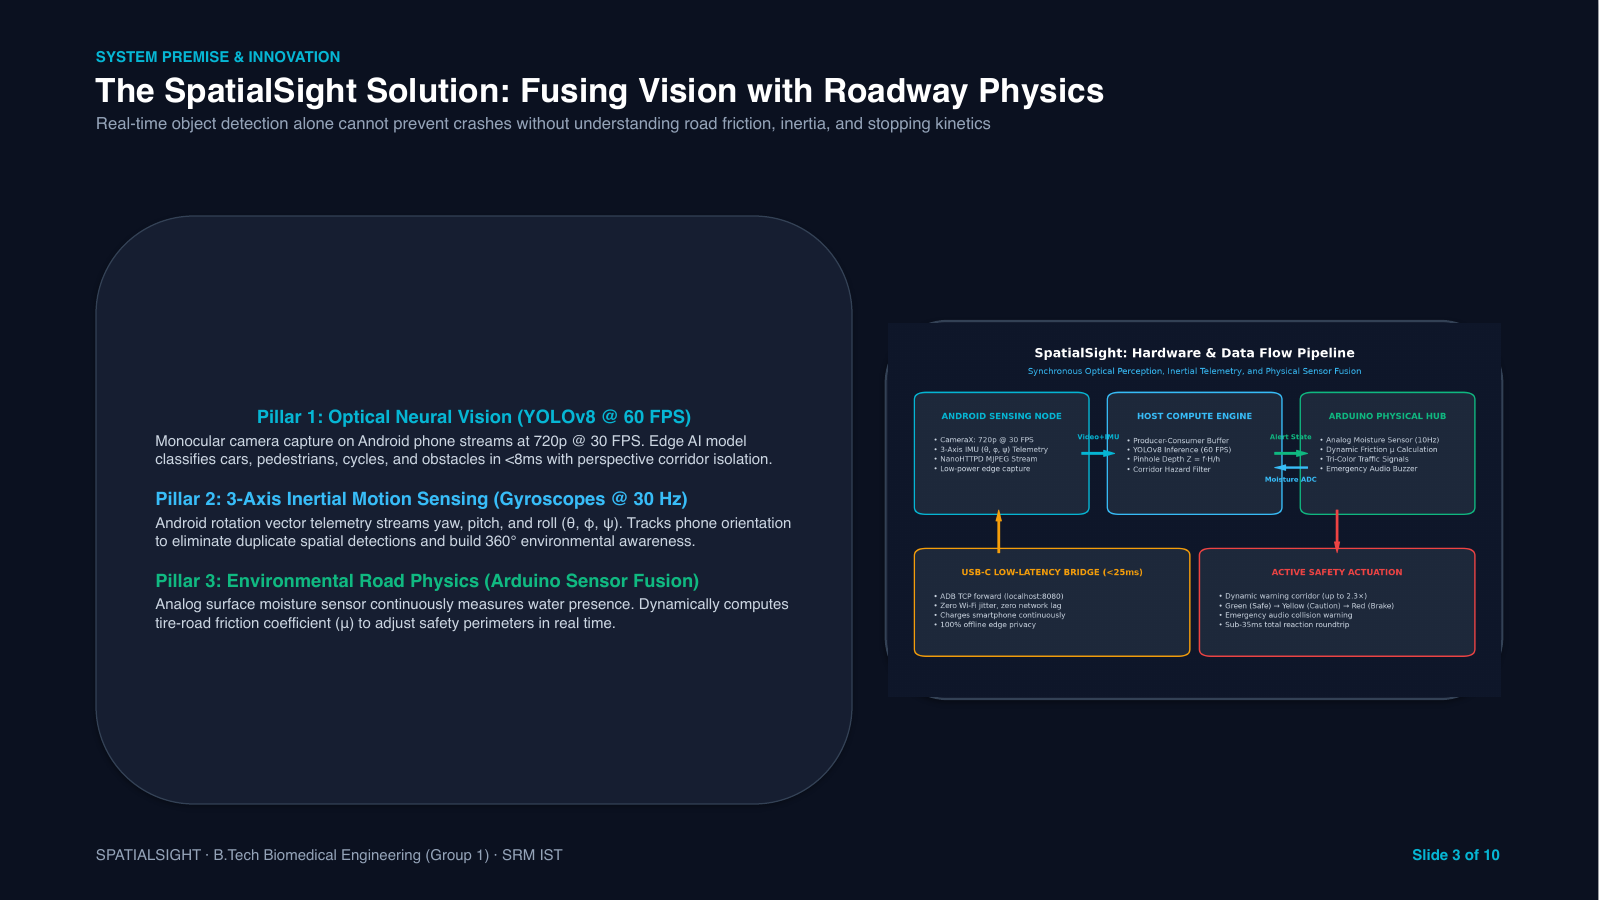 SYSTEM PREMISE & INNOVATION
The SpatialSight Solution: Fusing Vision with Roadway Physics
Real-time object detection alone cannot prevent crashes without understanding road friction, inertia, and stopping kinetics
Pillar 1: Optical Neural Vision (YOLOv8 @ 60 FPS)
Monocular camera capture on Android phone streams at 720p @ 30 FPS. Edge AI model
classifies cars, pedestrians, cycles, and obstacles in <8ms with perspective corridor isolation.
Pillar 2: 3-Axis Inertial Motion Sensing (Gyroscopes @ 30 Hz)
Android rotation vector telemetry streams yaw, pitch, and roll (θ, φ, ψ). Tracks phone orientation
to eliminate duplicate spatial detections and build 360° environmental awareness.
Pillar 3: Environmental Road Physics (Arduino Sensor Fusion)
Analog surface moisture sensor continuously measures water presence. Dynamically computes
tire-road friction coefficient (μ) to adjust safety perimeters in real time.
SpatialSight: Hardware & Data Flow Pipeline
Synchronous Optical Perception, Inertial Telemetry, and Physical Sensor Fusion
ANDROID SENSING NODE
• CameraX: 720p @ 30 FPS
• 3-Axis IMU (θ, φ, ψ) Telemetry
• NanoHTTPD MJPEG Stream
• Low-power edge capture
Video+IMU
HOST COMPUTE ENGINE
• Producer-Consumer Buffer
• YOLOv8 Inference (60 FPS)
• Pinhole Depth Z = f·H/h
• Corridor Hazard Filter
Alert State
Moisture ADC
ARDUINO PHYSICAL HUB
• Analog Moisture Sensor (10Hz)
• Dynamic Friction μ Calculation
• Tri-Color Traffic Signals
• Emergency Audio Buzzer
USB-C LOW-LATENCY BRIDGE (<25ms)
• ADB TCP forward (localhost:8080)
• Zero Wi-Fi jitter, zero network lag
• Charges smartphone continuously
• 100% offline edge privacy
ACTIVE SAFETY ACTUATION
• Dynamic warning corridor (up to 2.3×)
• Green (Safe) → Yellow (Caution) → Red (Brake)
• Emergency audio collision warning
• Sub-35ms total reaction roundtrip
SPATIALSIGHT · B.Tech Biomedical Engineering (Group 1) · SRM IST
Slide 3 of 10